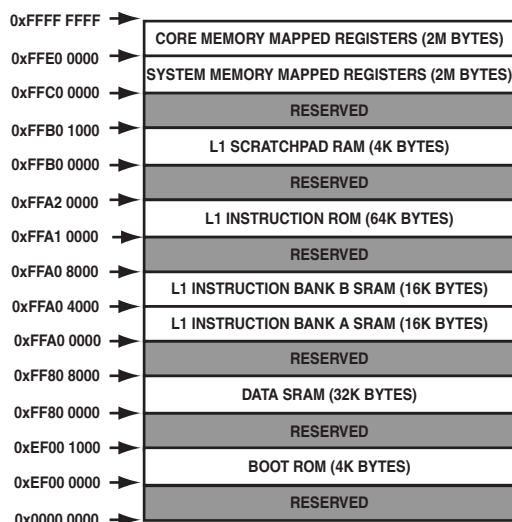 0xFFFF FFFF
CORE MEMORY MAPPED REGISTERS (2M BYTES)
0xFFE0 0000
SYSTEM MEMORY MAPPED REGISTERS (2M BYTES)
0xFFC0 0000
RESERVED
0xFFB0 1000
L1 SCRATCHPAD RAM (4K BYTES)
0xFFB0 0000
RESERVED
0xFFA2 0000
L1 INSTRUCTION ROM (64K BYTES)
0xFFA1 0000
RESERVED
0xFFA0 8000
L1 INSTRUCTION BANK B SRAM (16K BYTES)
0xFFA0 4000
L1 INSTRUCTION BANK A SRAM (16K BYTES)
0xFFA0 0000
RESERVED
0xFF80 8000
DATA SRAM (32K BYTES)
0xFF80 0000
RESERVED
0xEF00 1000
BOOT ROM (4K BYTES)
0xEF00 0000
RESERVED
0x0000 0000